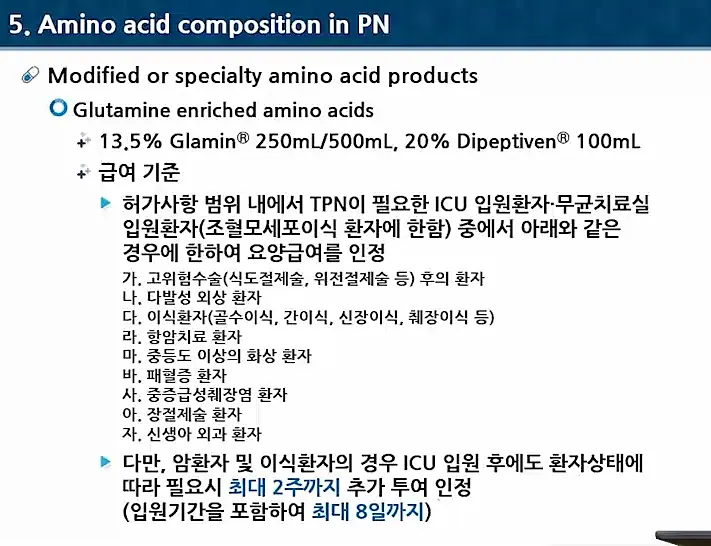 5. Amino acid composition in PN
Modified or specialty amino acid products
Glutamine enriched amino acids
13.5% Glamin® 250mL/500mL, 20% Dipeptiven® 100mL
급여 기준
허가사항 범위 내에서 TPN이 필요한 ICU 입원환자·무균치료실
입원환자(조혈모세포이식 환자에 한함) 중에서 아래와 같은
경우에 한하여 요양급여를 인정
가. 고위험수술(식도절제술, 위전절제술 등) 후의 환자
나. 다발성 외상 환자
다. 이식환자(골수이식, 간이식, 신장이식, 췌장이식 등)
라. 항암치료 환자
마. 중등도 이상의 화상 환자
바. 패혈증 환자
사. 중증급성췌장염 환자
아. 장절제술 환자
자. 신생아 외과 환자
다만, 암환자 및 이식환자의 경우 ICU 입원 후에도 환자상태에
따라 필요시 최대 2주까지 추가 투여 인정
(입원기간을 포함하여 최대 8일까지)